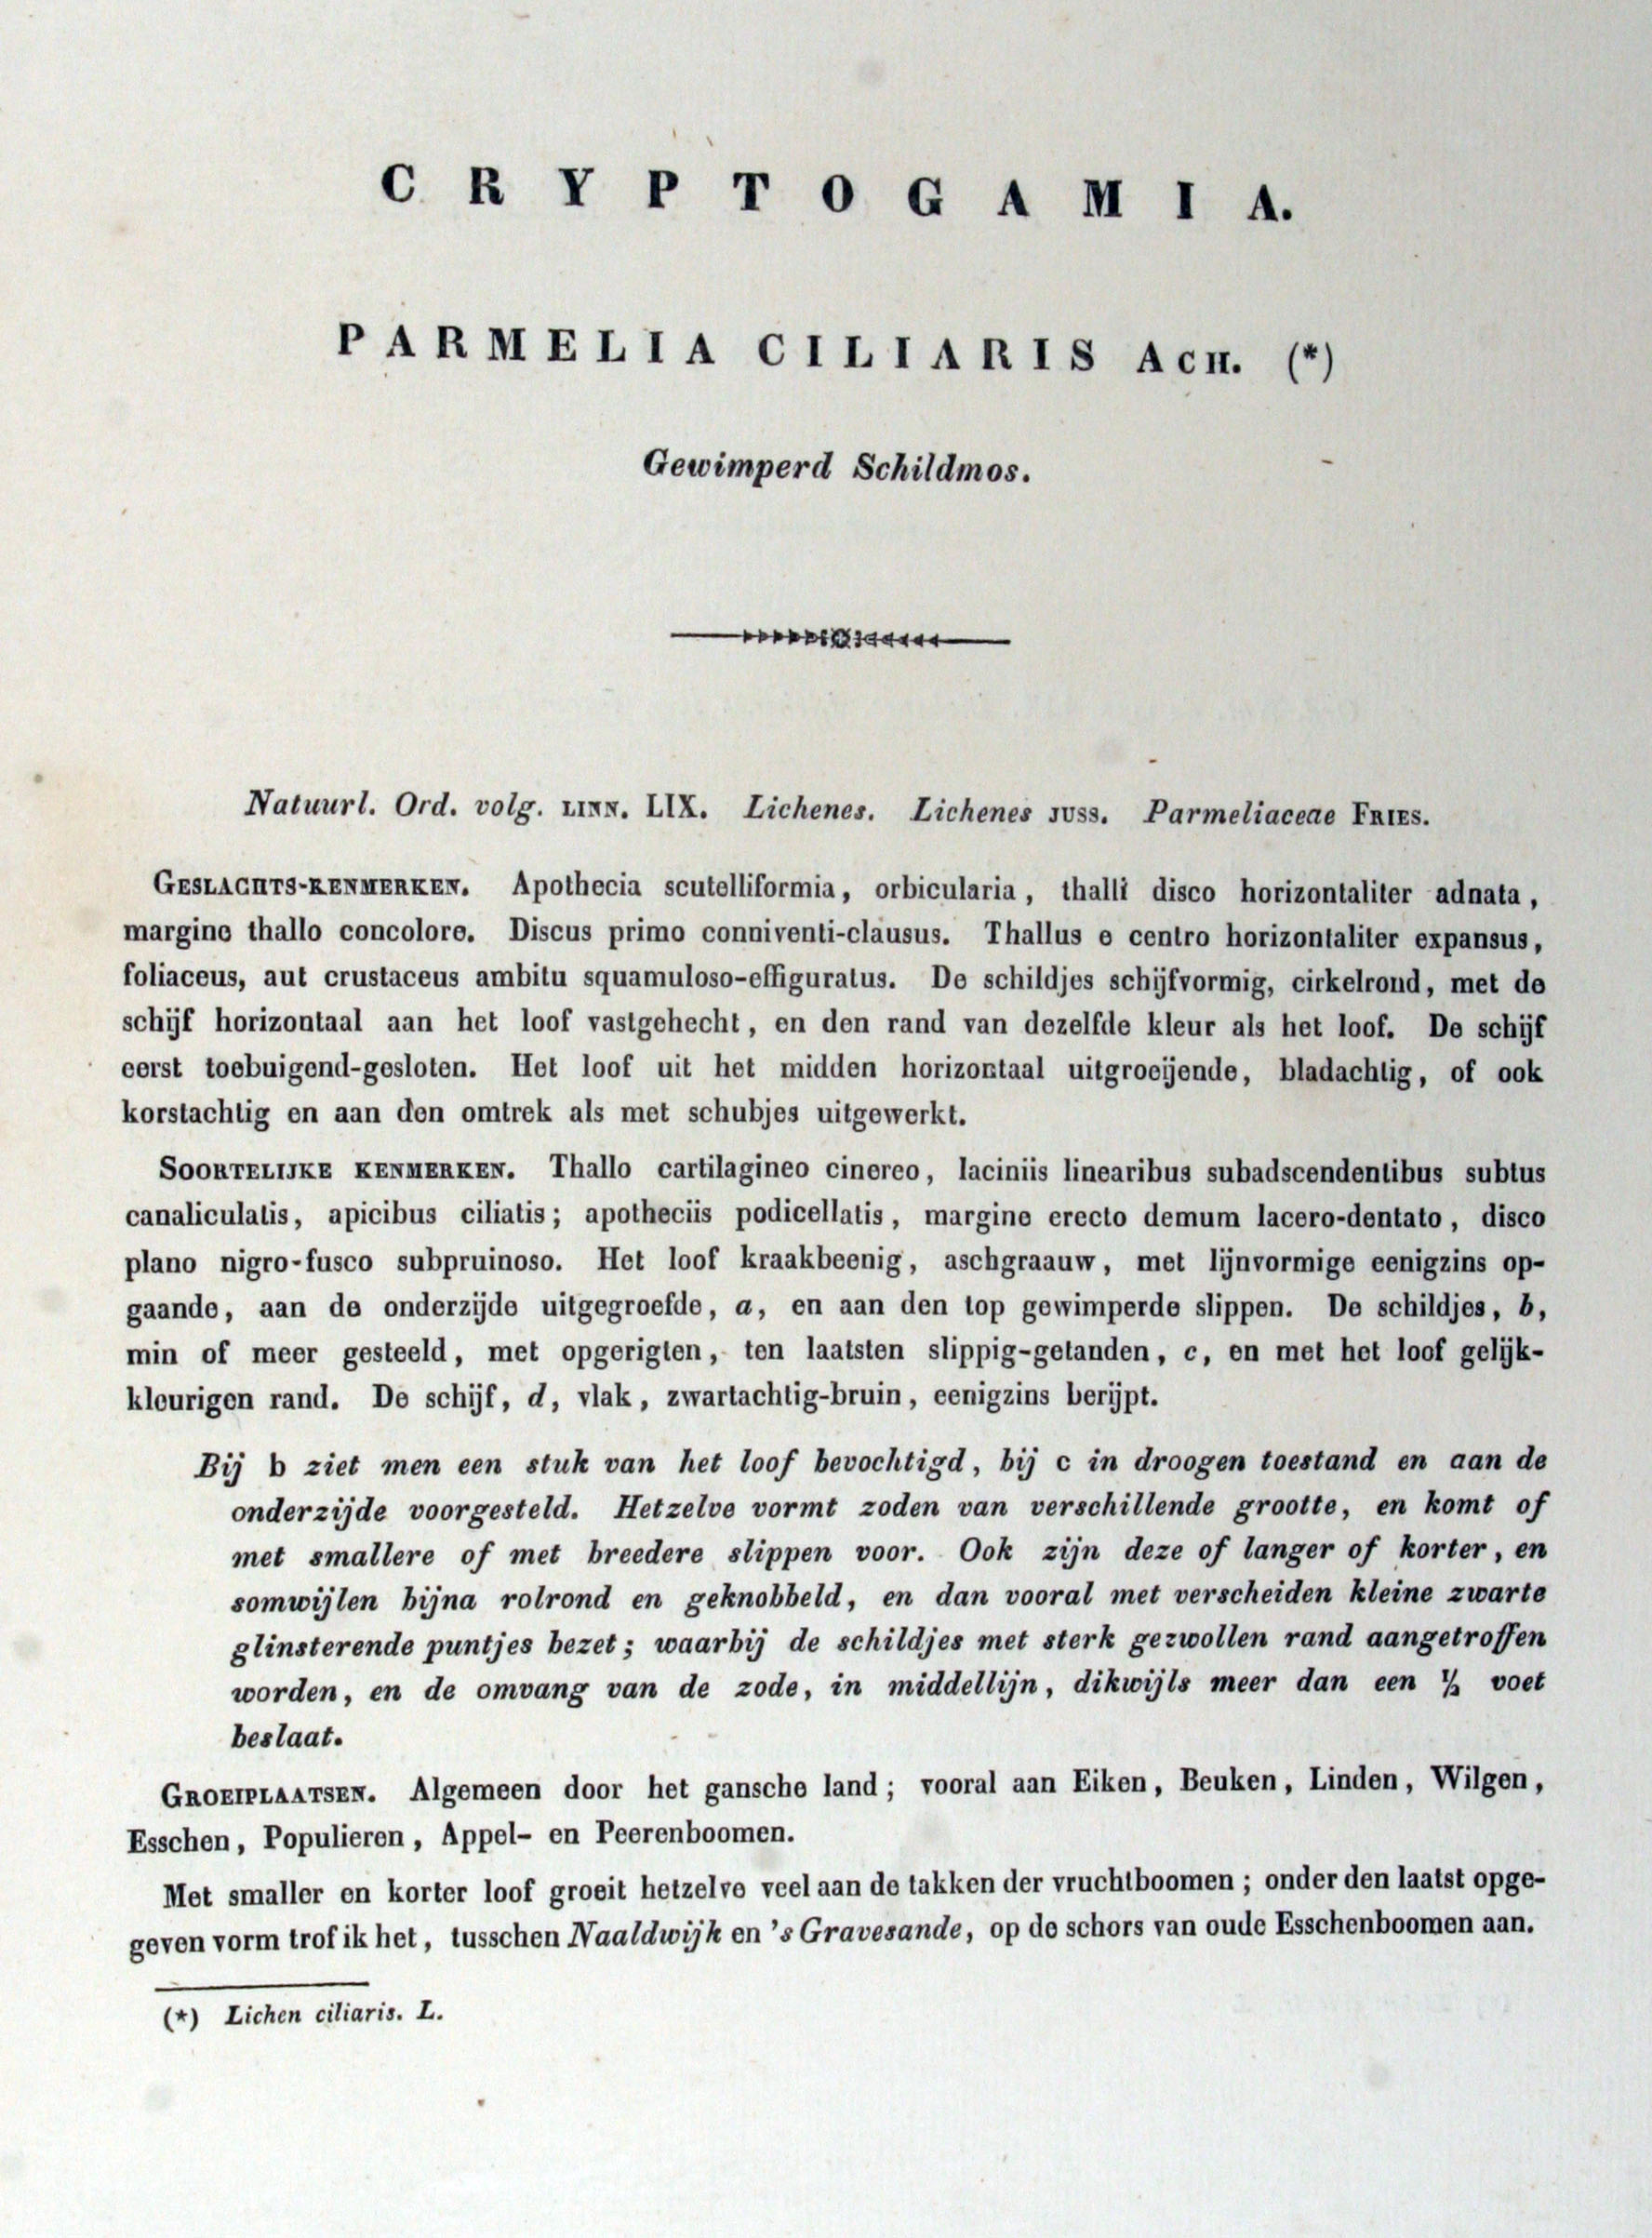 CRYPTOGAMIA.
PARMELIA CILIARIS ACH. (*)
Gewimperd Schildmos.
Natuurl. Ord. volg. LINN. LIX. Lichenes. Lichenes JUSS. Parmeliaceae FRIES.
GESLACHTS-KENMERKEN. Apothecia scutelliformia, orbicularia, thalli disco horizontaliter adnata,
margine thallo concolore. Discus primo conniventi-clausus. Thallus e centro horizontaliter expansus,
foliaceus, aut crustaceus ambitu squamuloso-effiguratus. De schildjes schijfvormig, cirkelrond, met de
schijf horizontaal aan het loof vastgehecht, en den rand van dezelfde kleur als het loof. De schijf
eerst toebuigend-gesloten. Het loof uit het midden horizontaal uitgroeijende, bladachtig, of ook
korstachtig en aan den omtrek als met schubjes uitgewerkt.
SOORTELIJKE KENMERKEN. Thallo cartilagineo cinereo, laciniis linearibus subadscendentibus subtus
canaliculatis, apicibus ciliatis; apotheciis podicellatis, margine erecto demum lacero-dentato, disco
plano nigro-fusco subpruinoso. Het loof kraakbeenig, aschgraauw, met lijnvormige eenigzins op-
gaande, aan de onderzijde uitgegroefde, a, en aan den top gewimperde slippen. De schildjes, b,
min of meer gesteeld, met opgerigten, ten laatsten slippig-getanden, c, en met het loof gelijk-
kleurigen rand. De schijf, d, vlak, zwartachtig-bruin, eenigzins berijpt.
Bij b ziet men een stuk van het loof bevochtigd, bij c in droogen toestand en aan de
onderzijde voorgesteld. Hetzelve vormt zoden van verschillende grootte, en komt of
met smallere of met breedere slippen voor. Ook zijn deze of langer of korter, en
somwijlen bijna rolrond en geknobbeld, en dan vooral met verscheiden kleine zwarte
glinsterende puntjes bezet; waarbij de schildjes met sterk gezwollen rand aangetroffen
worden, en de omvang van de zode, in middellijn, dikwijls meer dan een ½ voet
beslaat.
GROEIPLAATSEN. Algemeen door het gansche land; vooral aan Eiken, Beuken, Linden, Wilgen,
Esschen, Populieren, Appel- en Peerenboomen.
Met smaller en korter loof groeit hetzelve veel aan de takken der vruchtboomen; onder den laatst opge-
geven vorm trof ik het, tusschen Naaldwijk en 's Gravesande, op de schors van oude Esschenboomen aan.
(*) Lichen ciliaris. L.